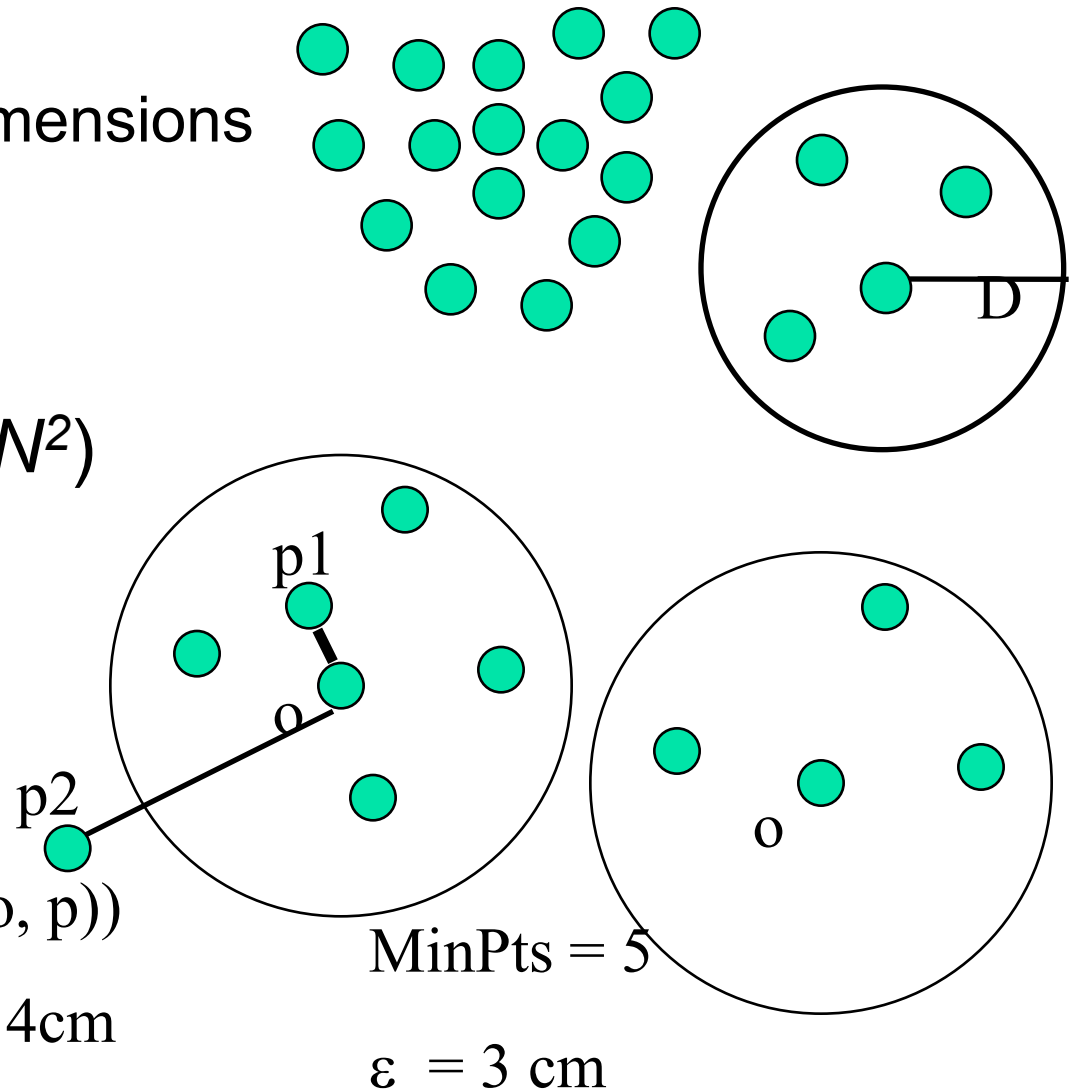 mensions
D
N²)
p1
o
p2
o
o, p))
MinPts = 5
4cm
ε = 3 cm